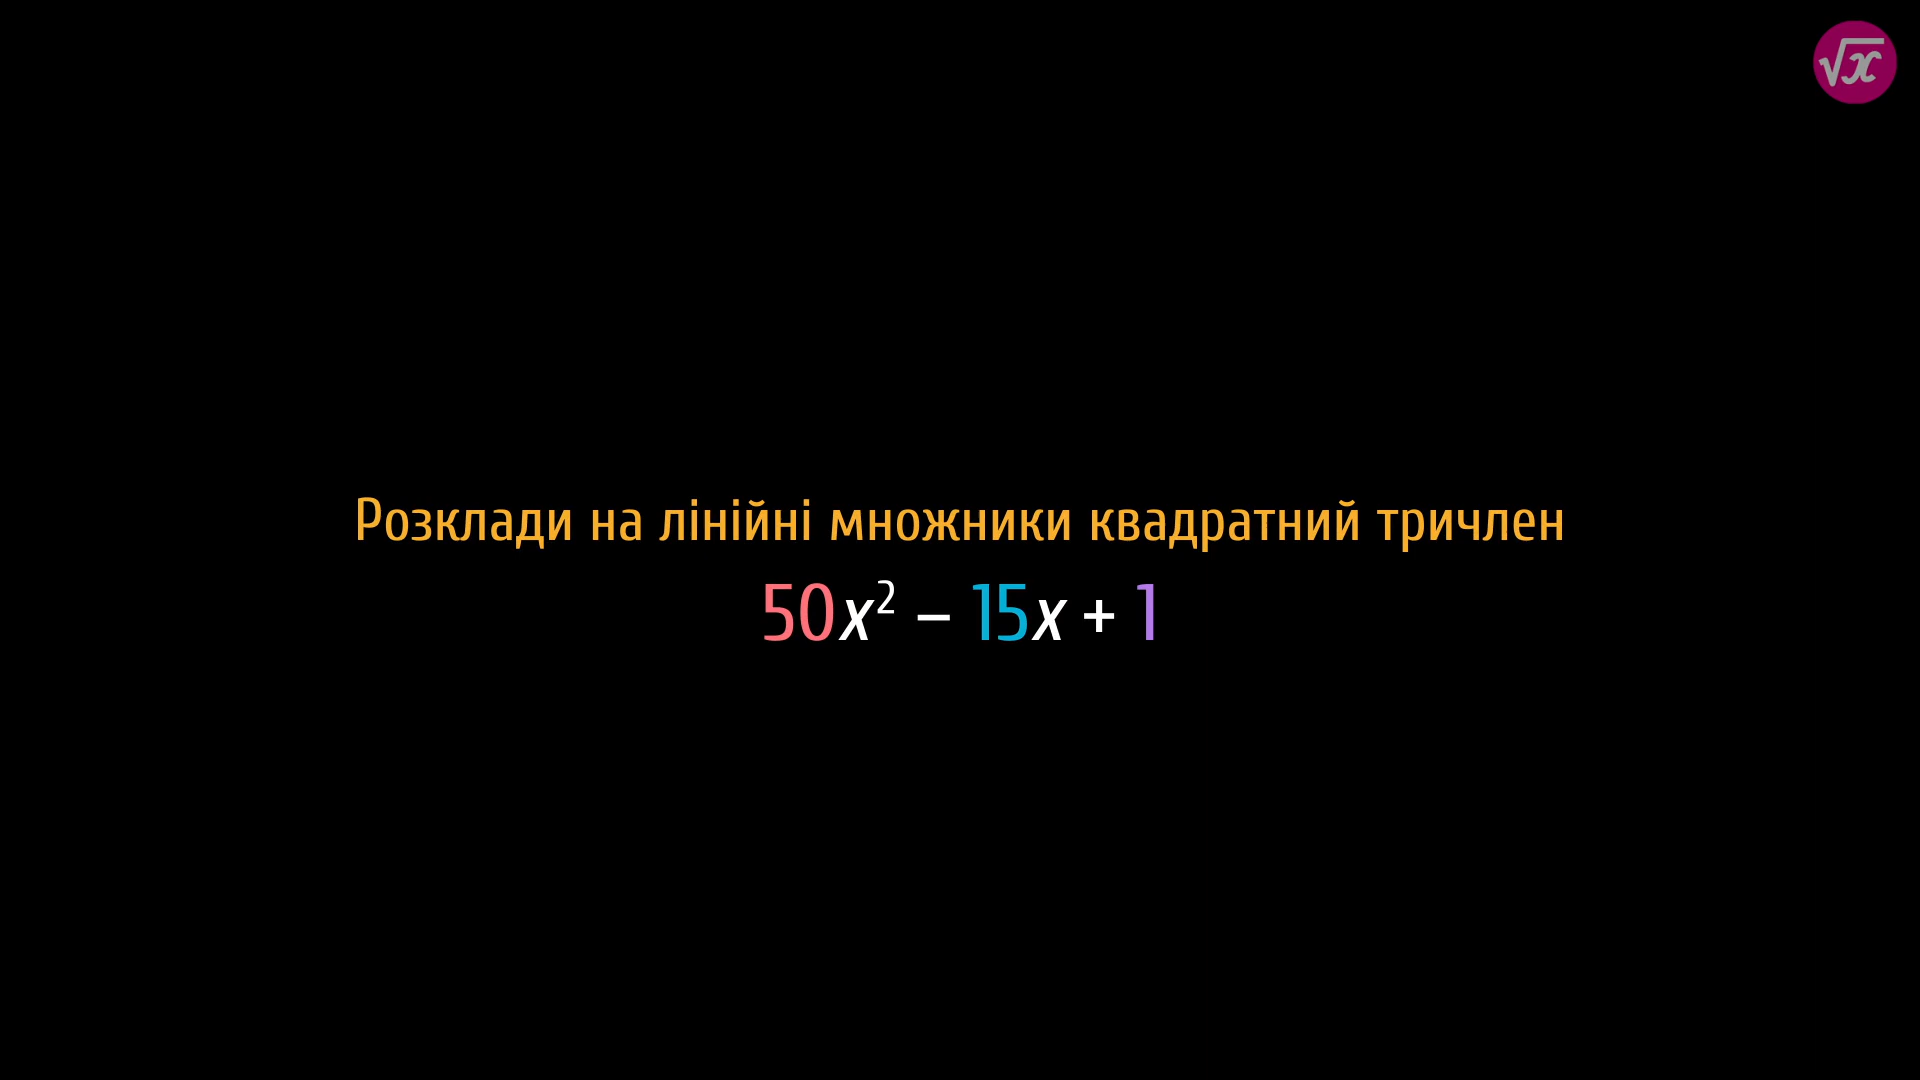 √x
Розклади на лінійні множники квадратний тричлен
50x² – 15x + 1